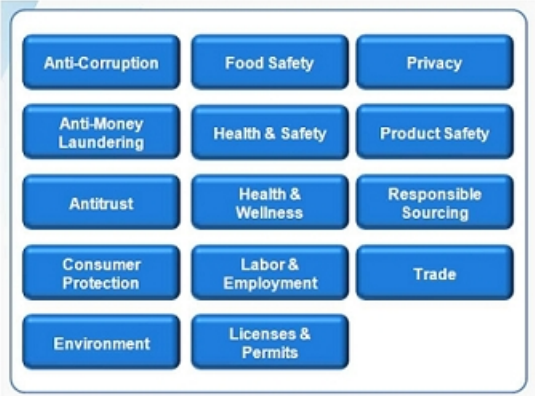 Anti-Corruption
Food Safety
Privacy
Anti-Money
Laundering
Health & Safety
Product Safety
Antitrust
Health &
Wellness
Responsible
Sourcing
Consumer
Protection
Labor &
Employment
Trade
Environment
Licenses &
Permits